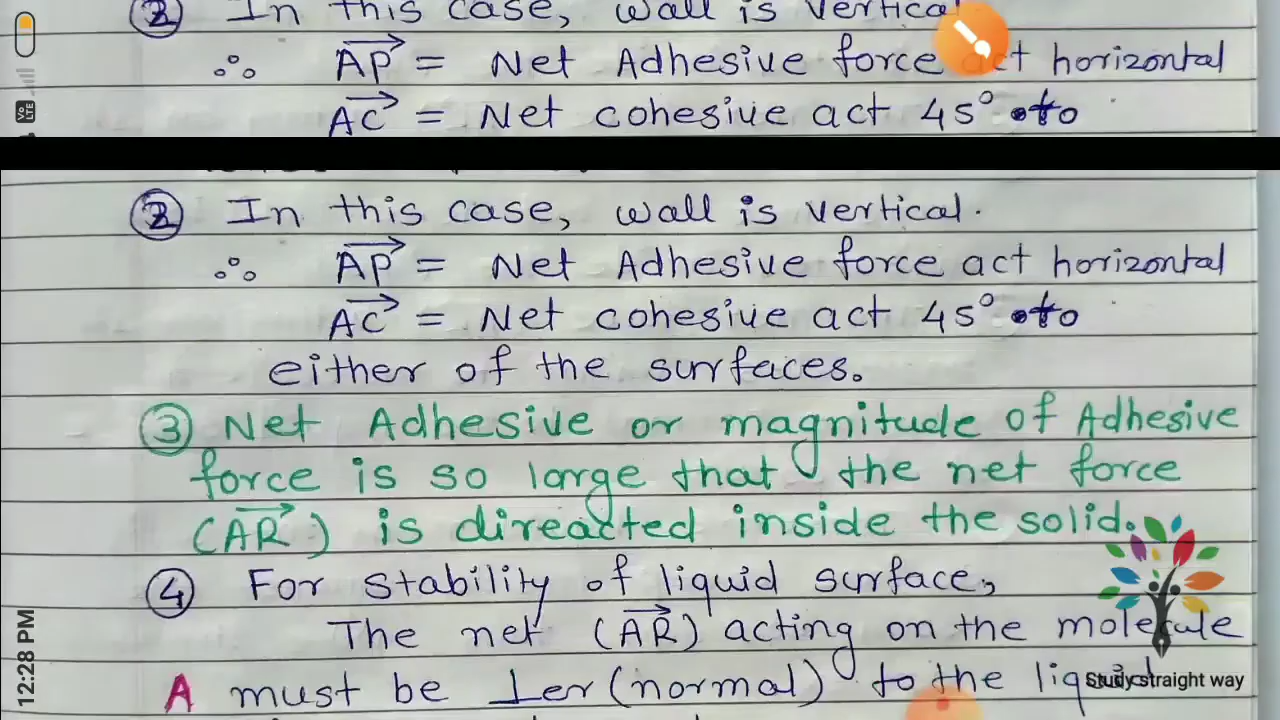 ② In this case, wall is vertical
∴ AP = Net Adhesive force act horizontal
AC = Net cohesive act 45° to
② In this case, wall is vertical.
∴ AP = Net Adhesive force act horizontal
AC = Net cohesive act 45° to
either of the surfaces.
③ Net Adhesive or magnitude of Adhesive
force is so large that the net force
(AR) is direacted inside the solid.
④ For stability of liquid surface,
The net (AR) acting on the molecule
A must be ⊥er (normal) to the liquid
Study straight way
12:28 PM